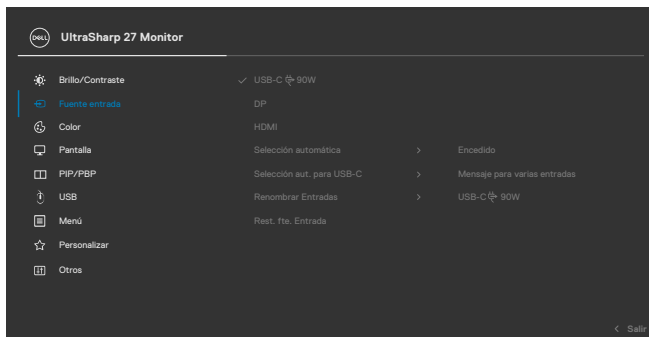 DELL UltraSharp 27 Monitor
Brillo/Contraste USB-C 90W
Fuente entrada DP
Color HDMI
Pantalla Selección automática > Encedido
PIP/PBP Selección aut. para USB-C > Mensaje para varias entradas
USB Renombrar Entradas > USB-C 90W
Menú Rest. fte. Entrada
Personalizar
Otros
< Salir